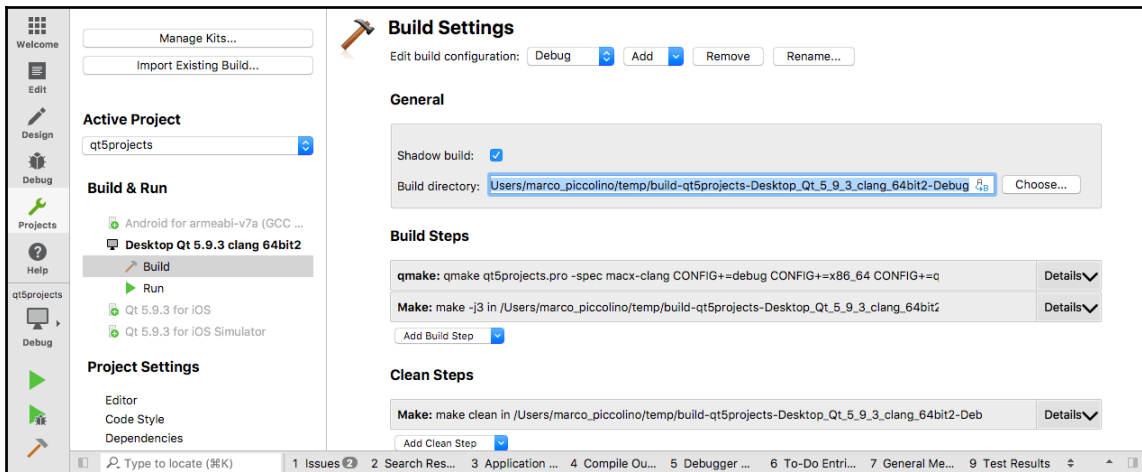 Welcome
Edit
Design
Debug
Projects
Help
qt5projects
Debug
Manage Kits...
Import Existing Build...
Active Project
qt5projects
Build & Run
Android for armeabi-v7a (GCC ...
Desktop Qt 5.9.3 clang 64bit2
Build
Run
Qt 5.9.3 for iOS
Qt 5.9.3 for iOS Simulator
Project Settings
Editor
Code Style
Dependencies
Build Settings
Edit build configuration: Debug Add Remove Rename...
General
Shadow build:
Build directory: Users/marco_piccolino/temp/build-qt5projects-Desktop_Qt_5_9_3_clang_64bit2-Debug Choose...
Build Steps
qmake: qmake qt5projects.pro -spec macx-clang CONFIG+=debug CONFIG+=x86_64 CONFIG+=q Details
Make: make -j3 in /Users/marco_piccolino/temp/build-qt5projects-Desktop_Qt_5_9_3_clang_64bit2 Details
Add Build Step
Clean Steps
Make: make clean in /Users/marco_piccolino/temp/build-qt5projects-Desktop_Qt_5_9_3_clang_64bit2-Deb Details
Add Clean Step
Type to locate (⌘K) 1 Issues 2 2 Search Res... 3 Application ... 4 Compile Ou... 5 Debugger ... 6 To-Do Entri... 7 General Me... 9 Test Results